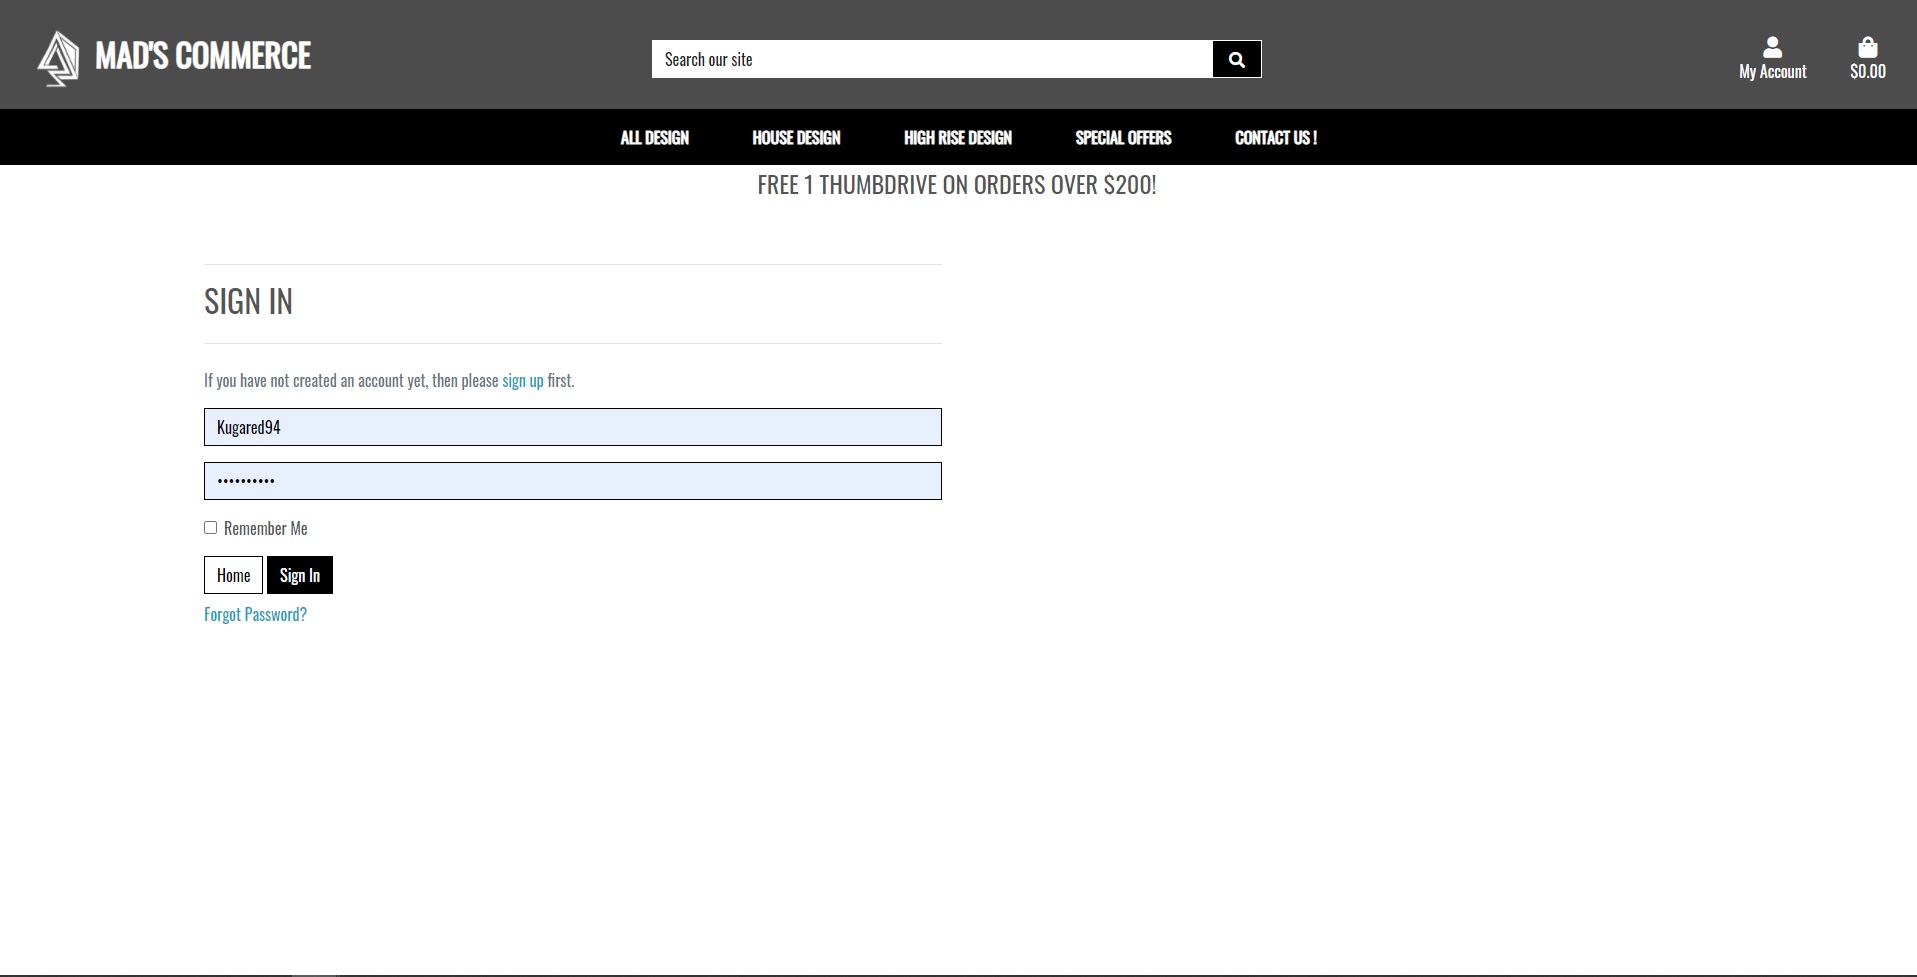 MAD'S COMMERCE
Search our site
My Account
$0.00
ALL DESIGN HOUSE DESIGN HIGH RISE DESIGN SPECIAL OFFERS CONTACT US !
FREE 1 THUMBDRIVE ON ORDERS OVER $200!
SIGN IN
If you have not created an account yet, then please sign up first.
Kugared94
••••••••••
Remember Me
Home Sign In
Forgot Password?